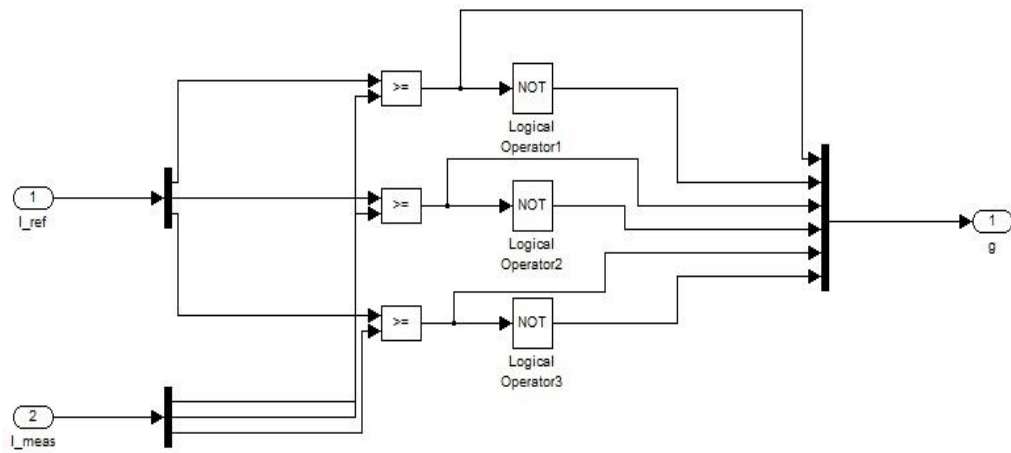 >=
NOT
Logical
Operator1
1
I_ref
>=
NOT
Logical
Operator2
1
g
>=
NOT
Logical
Operator3
2
I_meas